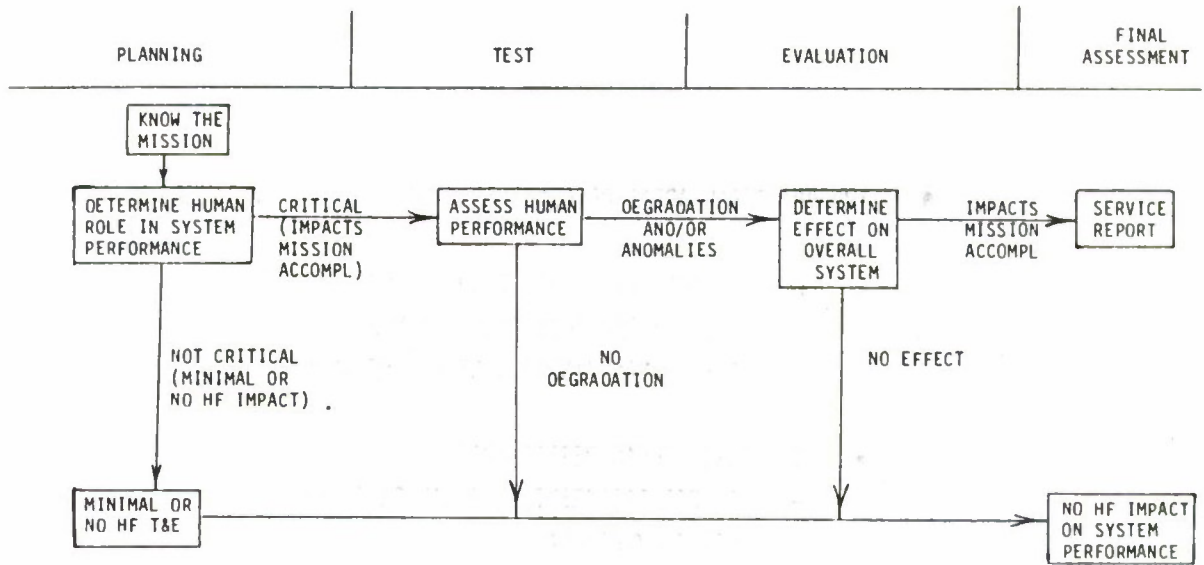 PLANNING
TEST
EVALUATION
FINAL
ASSESSMENT
KNOW THE
MISSION
DETERMINE HUMAN
ROLE IN SYSTEM
PERFORMANCE
CRITICAL
(IMPACTS
MISSION
ACCOMPL)
ASSESS HUMAN
PERFORMANCE
OEGRAOATION
ANO/OR
ANOMALIES
DETERMINE
EFFECT ON
OVERALL
SYSTEM
IMPACTS
MISSION
ACCOMPL
SERVICE
REPORT
NOT CRITICAL
(MINIMAL OR
NO HF IMPACT) .
NO
OEGRAOATION
NO EFFECT
MINIMAL OR
NO HF T&E
NO HF IMPACT
ON SYSTEM
PERFORMANCE